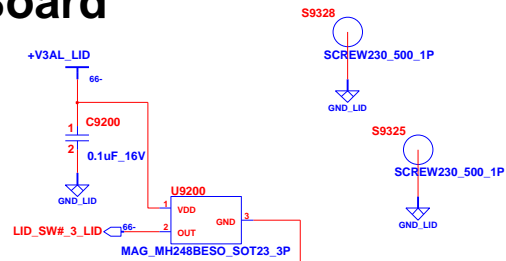 Board
S9328
SCREW230_500_1P
+V3AL_LID
66-
GND_LID
C9200
1
2
0.1uF_16V
S9325
SCREW230_500_1P
GND_LID
GND_LID
U9200
1 VDD
GND 3
LID_SW#_3_LID 66- 2 OUT
MAG_MH248BESO_SOT23_3P